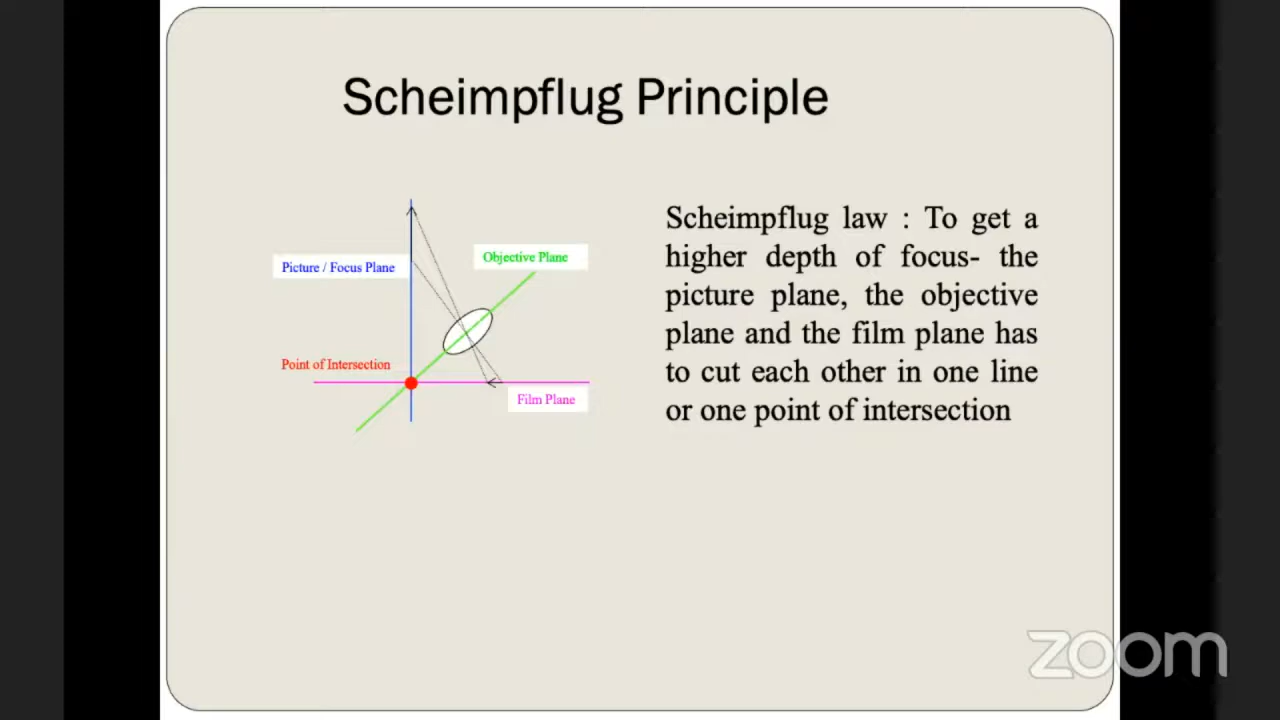 Scheimpflug Principle
Objective Plane
Picture / Focus Plane
Point of Intersection
Film Plane
Scheimpflug law : To get a
higher depth of focus- the
picture plane, the objective
plane and the film plane has
to cut each other in one line
or one point of intersection
zoom